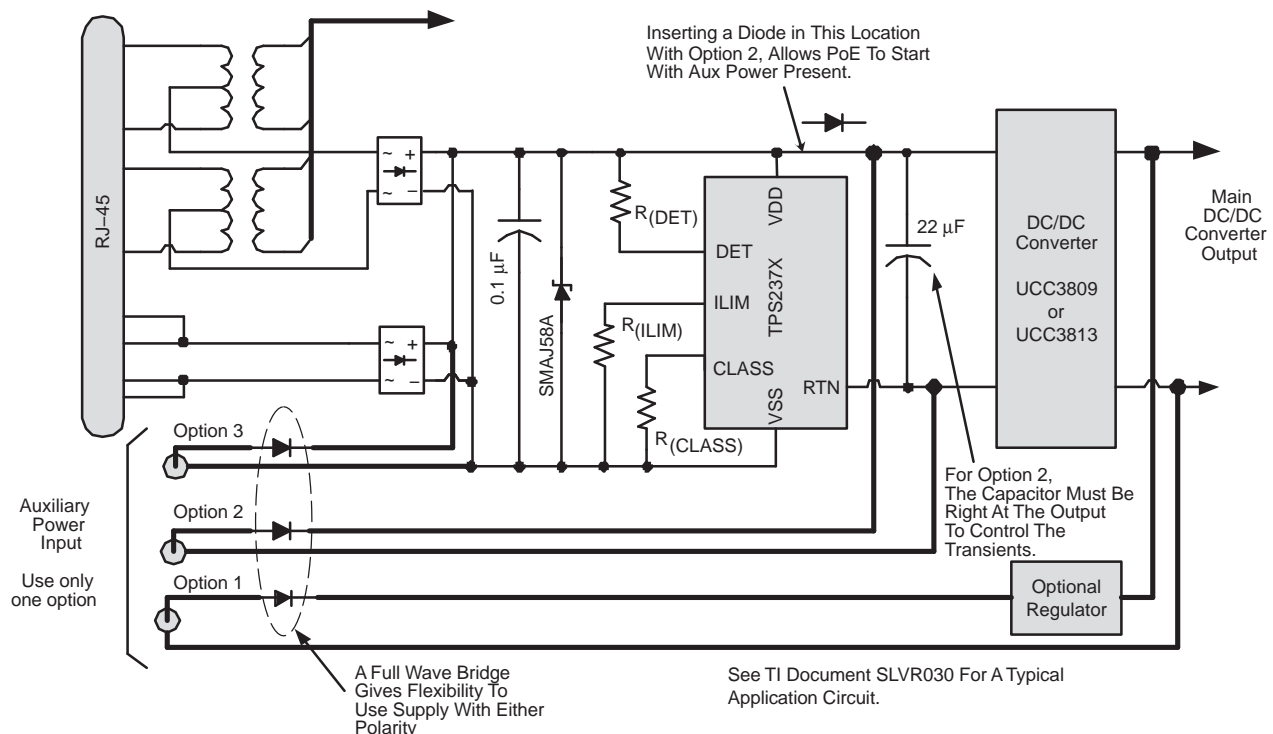 Inserting a Diode in This Location
With Option 2, Allows PoE To Start
With Aux Power Present.
RJ−45
~ +
~ −
0.1 μF
SMAJ58A
R(DET)
R(ILIM)
R(CLASS)
VDD
DET
ILIM
TPS237X
CLASS
RTN
VSS
22 μF
DC/DC
Converter
UCC3809
or
UCC3813
Main
DC/DC
Converter
Output
~ +
~ −
Option 3
Option 2
Option 1
Auxiliary
Power
Input
Use only
one option
For Option 2,
The Capacitor Must Be
Right At The Output
To Control The
Transients.
Optional
Regulator
A Full Wave Bridge
Gives Flexibility To
Use Supply With Either
Polarity
See TI Document SLVR030 For A Typical
Application Circuit.